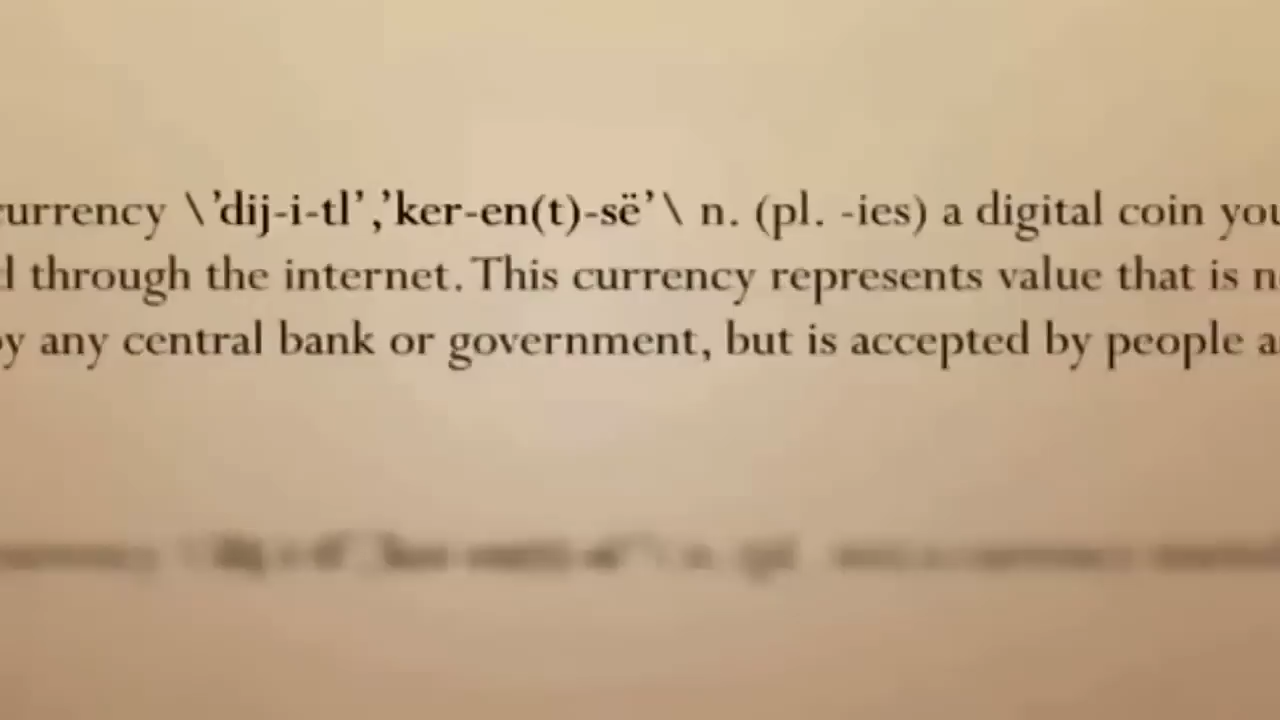 urrency \’dij-i-tl’,’ker-en(t)-së’\ n. (pl. -ies) a digital coin you
through the internet. This currency represents value that is n
y any central bank or government, but is accepted by people a